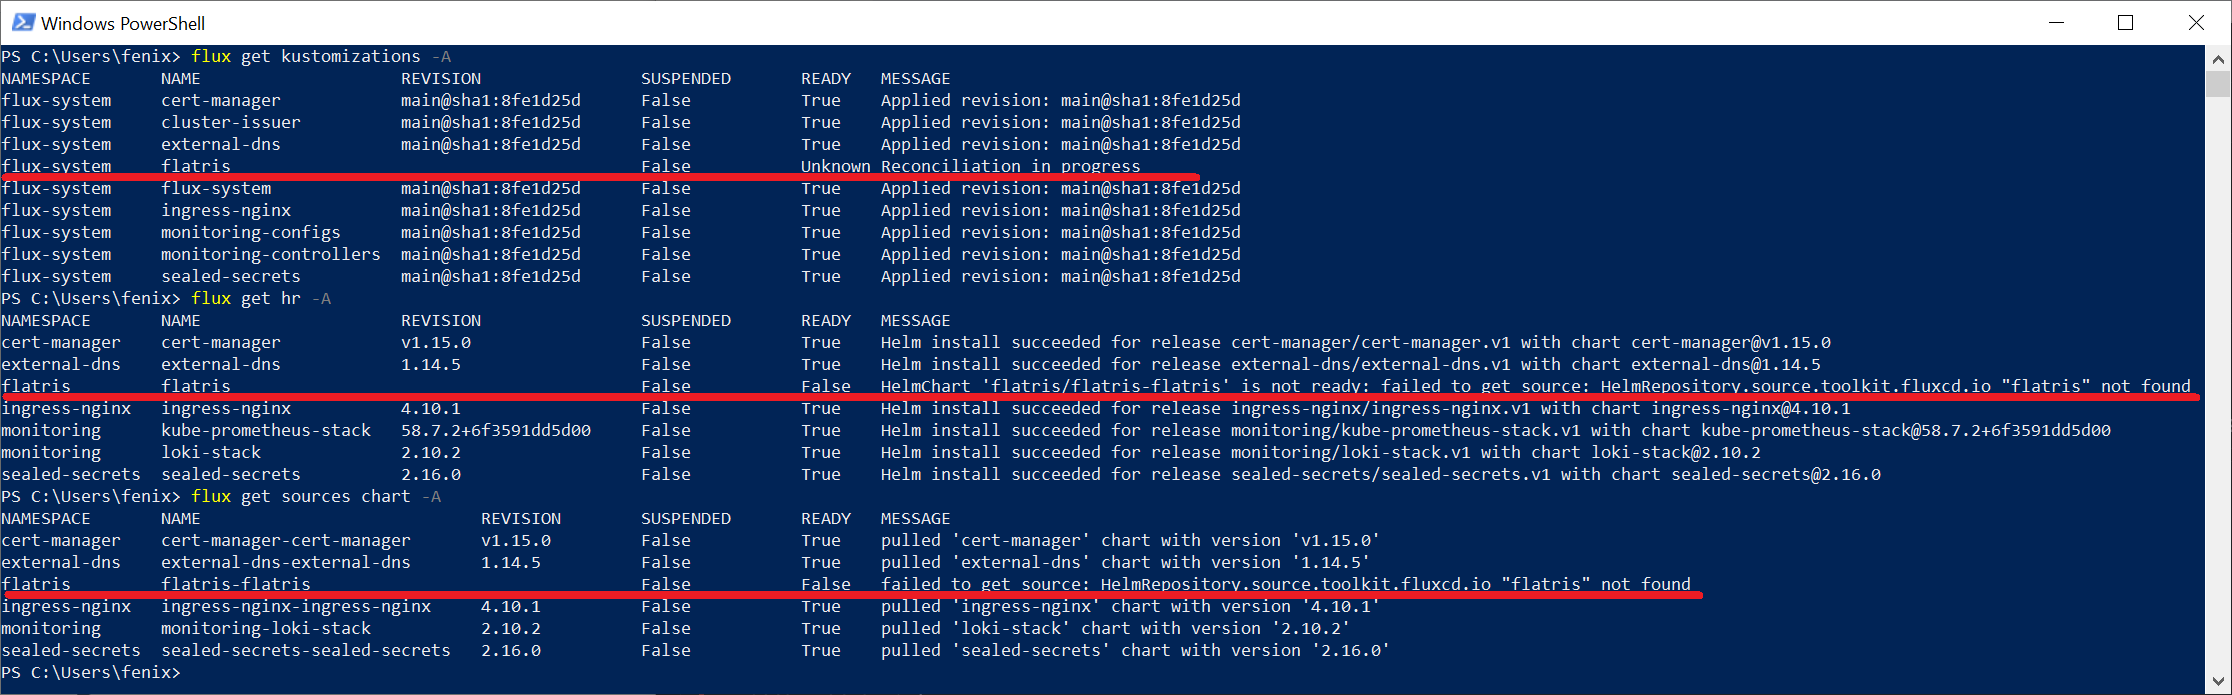 Windows PowerShell
PS C:\Users\fenix> flux get kustomizations -A
NAMESPACE NAME REVISION SUSPENDED READY MESSAGE
flux-system cert-manager main@sha1:8fe1d25d False True Applied revision: main@sha1:8fe1d25d
flux-system cluster-issuer main@sha1:8fe1d25d False True Applied revision: main@sha1:8fe1d25d
flux-system external-dns main@sha1:8fe1d25d False True Applied revision: main@sha1:8fe1d25d
flux-system flatris False Unknown Reconciliation in progress
flux-system flux-system main@sha1:8fe1d25d False True Applied revision: main@sha1:8fe1d25d
flux-system ingress-nginx main@sha1:8fe1d25d False True Applied revision: main@sha1:8fe1d25d
flux-system monitoring-configs main@sha1:8fe1d25d False True Applied revision: main@sha1:8fe1d25d
flux-system monitoring-controllers main@sha1:8fe1d25d False True Applied revision: main@sha1:8fe1d25d
flux-system sealed-secrets main@sha1:8fe1d25d False True Applied revision: main@sha1:8fe1d25d
PS C:\Users\fenix> flux get hr -A
NAMESPACE NAME REVISION SUSPENDED READY MESSAGE
cert-manager cert-manager v1.15.0 False True Helm install succeeded for release cert-manager/cert-manager.v1 with chart cert-manager@v1.15.0
external-dns external-dns 1.14.5 False True Helm install succeeded for release external-dns/external-dns.v1 with chart external-dns@1.14.5
flatris flatris False False HelmChart 'flatris/flatris-flatris' is not ready: failed to get source: HelmRepository.source.toolkit.fluxcd.io "flatris" not found
ingress-nginx ingress-nginx 4.10.1 False True Helm install succeeded for release ingress-nginx/ingress-nginx.v1 with chart ingress-nginx@4.10.1
monitoring kube-prometheus-stack 58.7.2+6f3591dd5d00 False True Helm install succeeded for release monitoring/kube-prometheus-stack.v1 with chart kube-prometheus-stack@58.7.2+6f3591dd5d00
monitoring loki-stack 2.10.2 False True Helm install succeeded for release monitoring/loki-stack.v1 with chart loki-stack@2.10.2
sealed-secrets sealed-secrets 2.16.0 False True Helm install succeeded for release sealed-secrets/sealed-secrets.v1 with chart sealed-secrets@2.16.0
PS C:\Users\fenix> flux get sources chart -A
NAMESPACE NAME REVISION SUSPENDED READY MESSAGE
cert-manager cert-manager-cert-manager v1.15.0 False True pulled 'cert-manager' chart with version 'v1.15.0'
external-dns external-dns-external-dns 1.14.5 False True pulled 'external-dns' chart with version '1.14.5'
flatris flatris-flatris False False failed to get source: HelmRepository.source.toolkit.fluxcd.io "flatris" not found
ingress-nginx ingress-nginx-ingress-nginx 4.10.1 False True pulled 'ingress-nginx' chart with version '4.10.1'
monitoring monitoring-loki-stack 2.10.2 False True pulled 'loki-stack' chart with version '2.10.2'
sealed-secrets sealed-secrets-sealed-secrets 2.16.0 False True pulled 'sealed-secrets' chart with version '2.16.0'
PS C:\Users\fenix>